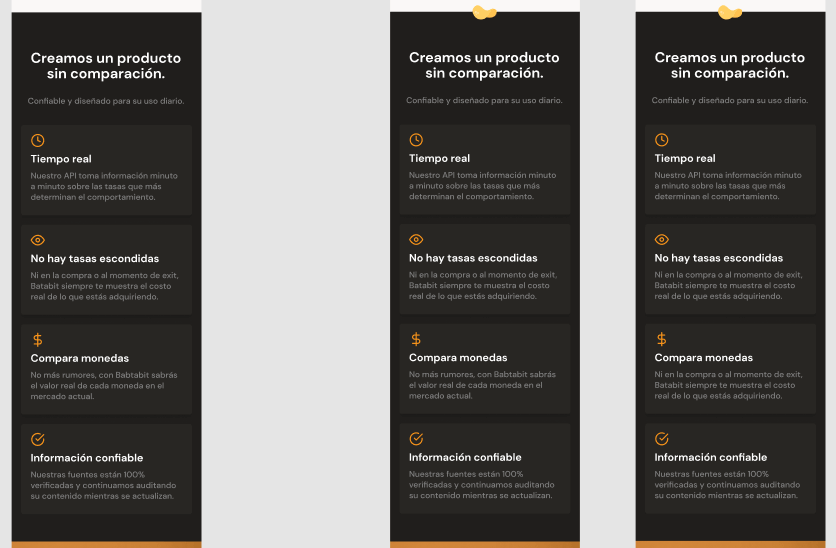 Creamos un producto
sin comparación.
Confiable y diseñado para su uso diario.
Tiempo real
Nuestro API toma información minuto
a minuto sobre las tasas que más
determinan el comportamiento.
No hay tasas escondidas
Ni en la compra o al momento de exit,
Batabit siempre te muestra el costo
real de lo que estás adquiriendo.
Compara monedas
No más rumores, con Babtabit sabrás
el valor real de cada moneda en el
mercado actual.
Información confiable
Nuestras fuentes están 100%
verificadas y continuamos auditando
su contenido mientras se actualizan.
Creamos un producto
sin comparación.
Confiable y diseñado para su uso diario.
Tiempo real
Nuestro API toma información minuto
a minuto sobre las tasas que más
determinan el comportamiento.
No hay tasas escondidas
Ni en la compra o al momento de exit,
Batabit siempre te muestra el costo
real de lo que estás adquiriendo.
Compara monedas
No más rumores, con Babtabit sabrás
el valor real de cada moneda en el
mercado actual.
Información confiable
Nuestras fuentes están 100%
verificadas y continuamos auditando
su contenido mientras se actualizan.
Creamos un producto
sin comparación.
Confiable y diseñado para su uso diario.
Tiempo real
Nuestro API toma información minuto
a minuto sobre las tasas que más
determinan el comportamiento.
No hay tasas escondidas
Ni en la compra o al momento de exit,
Batabit siempre te muestra el costo
real de lo que estás adquiriendo.
Compara monedas
Ni en la compra o al momento de exit,
Batabit siempre te muestra el costo
real de lo que estás adquiriendo.
Información confiable
Nuestras fuentes están 100%
verificadas y continuamos auditando
su contenido mientras se actualizan.